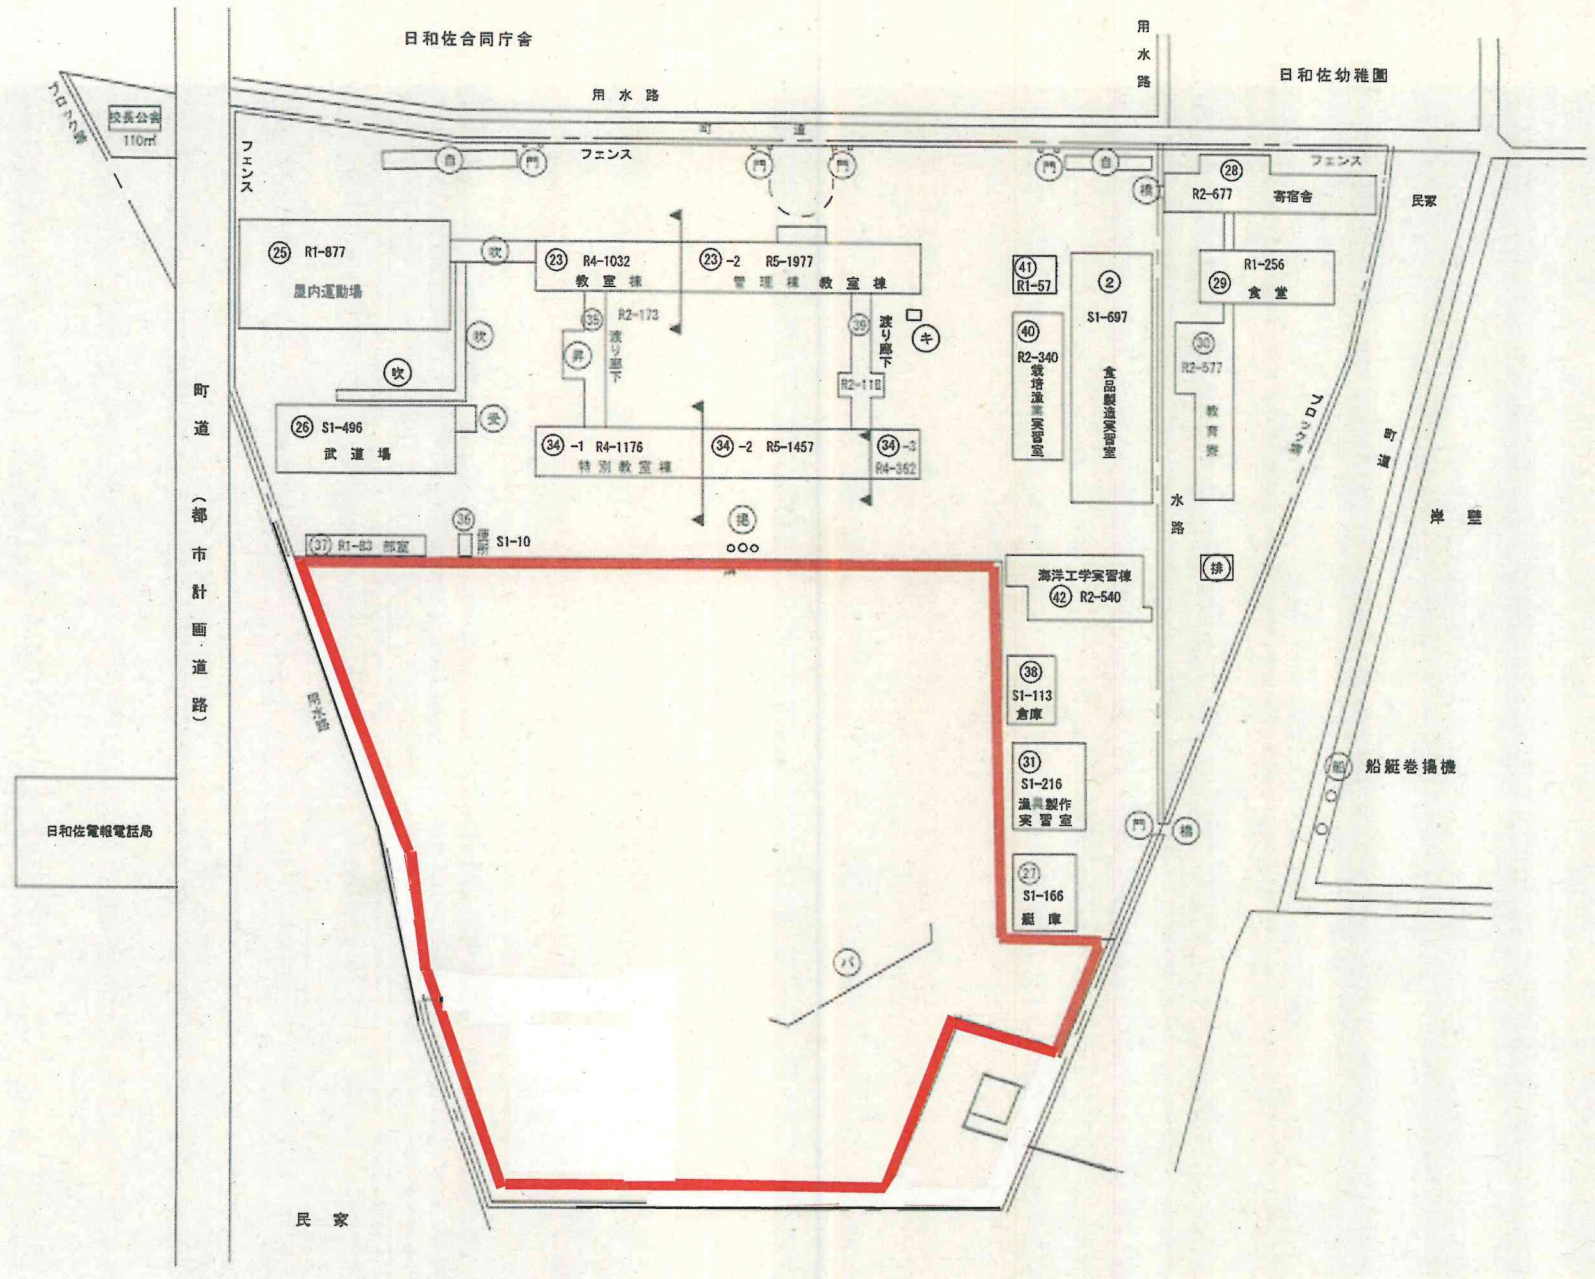 日和佐合同庁舎
用水路
日和佐幼稚園
用水路
校長公舎
110㎡
ブロック塀
町道
フェンス
自
門
フェンス
門
門
門
自
橋
フェンス
28
R2-677 寄宿舎
民家
25 R1-877
屋内運動場
吹
23 R4-1032
教室棟
23-2 R5-1977
管理棟 教室棟
41
R1-57
2
S1-697
食品製造実習室
R1-256
29 食堂
35 R2-173
渡り廊下
昇
39
渡り廊下
キ
吹
吹
40
R2-340
栽培漁業実習室
30
R2-577
教育寮
ブロック塀
町道
町道(都市計画道路)
受
26 S1-496
武道場
34-1 R4-1176
特別教室棟
34-2 R5-1457
34-3
R4-362
水路
37 R1-83 部室
36
便所 S1-10
掲
海洋工学実習棟
42 R2-540
排
38
S1-113
倉庫
31
S1-216
漁具製作
実習室
船 船艇巻揚機
門
橋
日和佐電報電話局
27
S1-166
艇庫
バ
民家